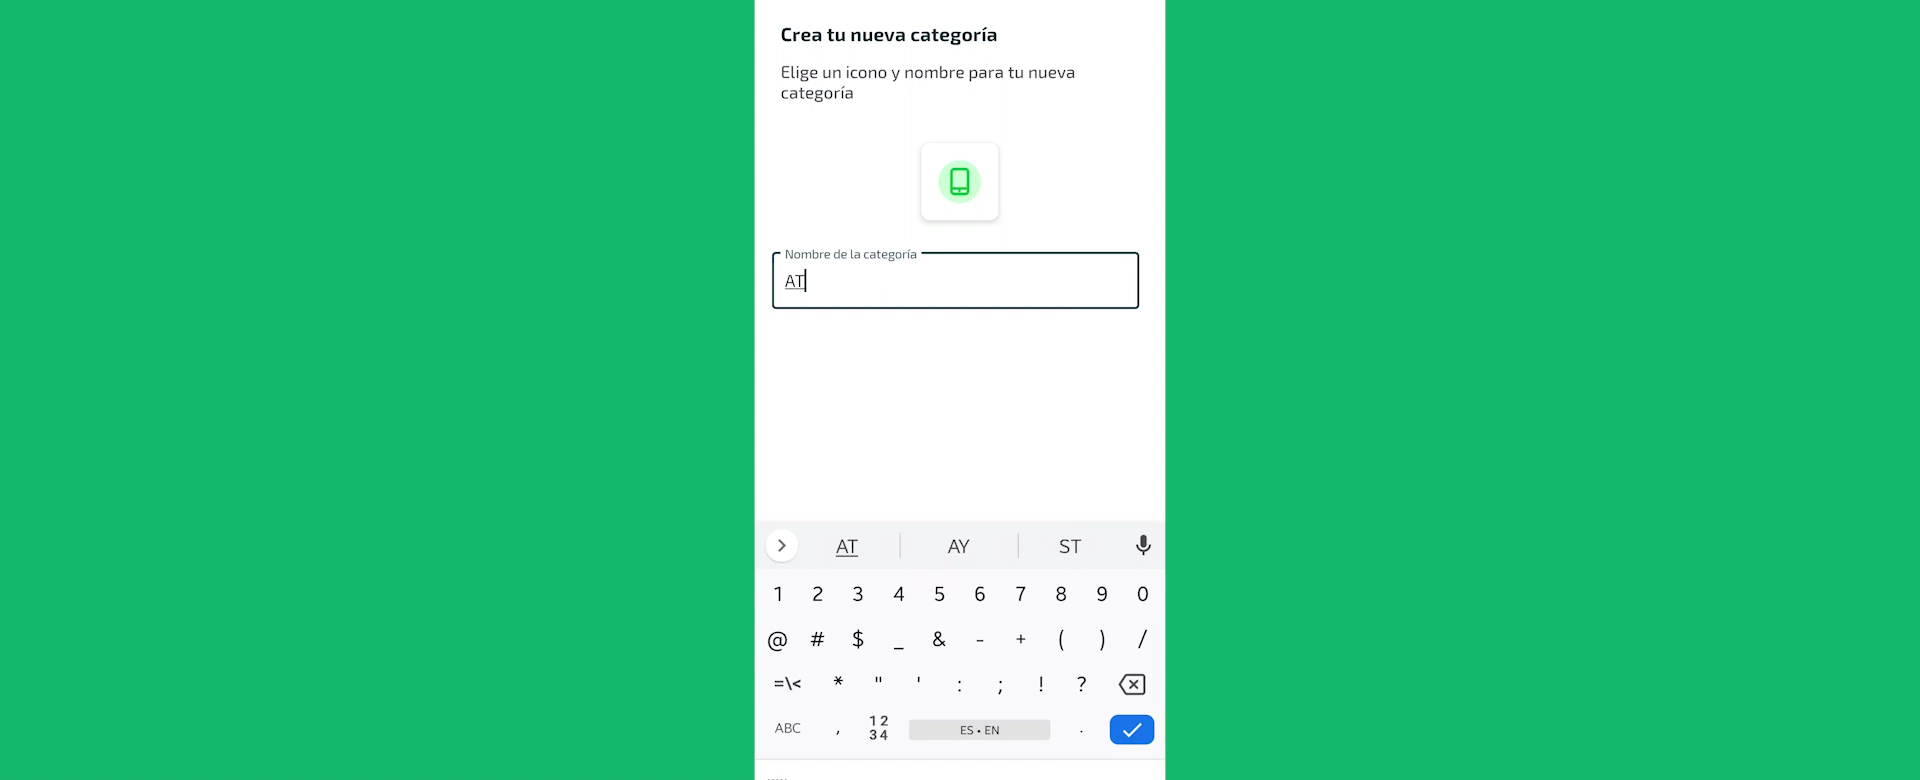 Crea tu nueva categoría
Elige un icono y nombre para tu nueva
categoría
Nombre de la categoría
AT
AT AY ST
1 2 3 4 5 6 7 8 9 0
@ # $ _ & - + ( ) /
=\< * " ' : ; ! ?
ABC , 12 34 ES • EN .